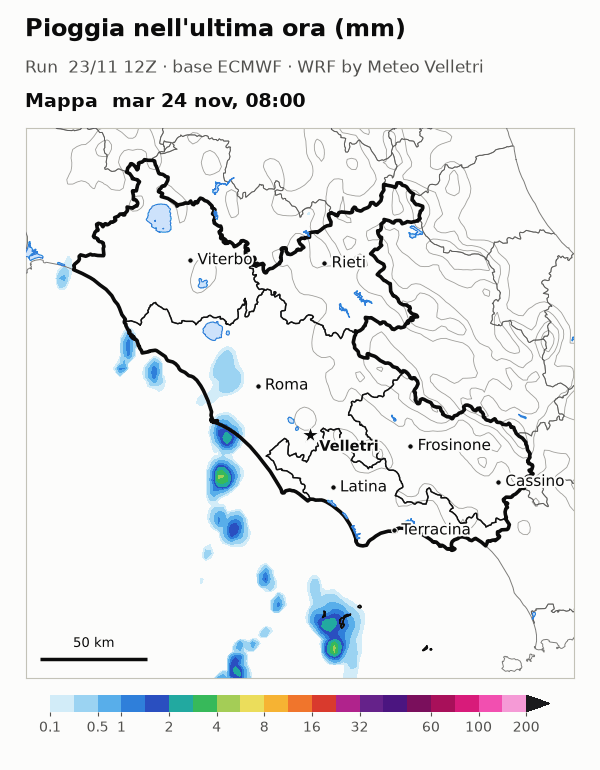 Pioggia nell'ultima ora (mm)
Run  23/11 12Z · base ECMWF · WRF by Meteo Velletri
Mappa  mar 24 nov, 08:00
Viterbo
Rieti
Roma
Velletri
Frosinone
Cassino
Latina
Terracina
50 km
0.1 0.5 1 2 4 8 16 32 60 100 200